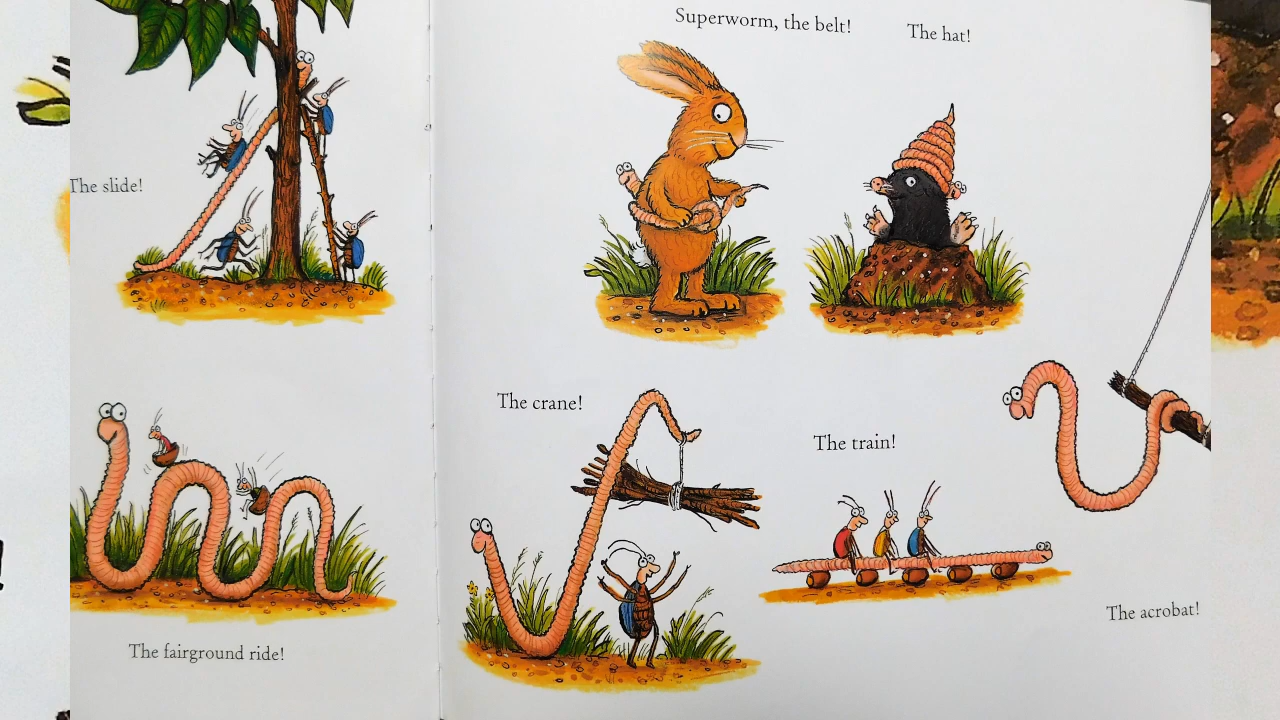 The slide!
The fairground ride!
Superworm, the belt!
The hat!
The crane!
The train!
The acrobat!